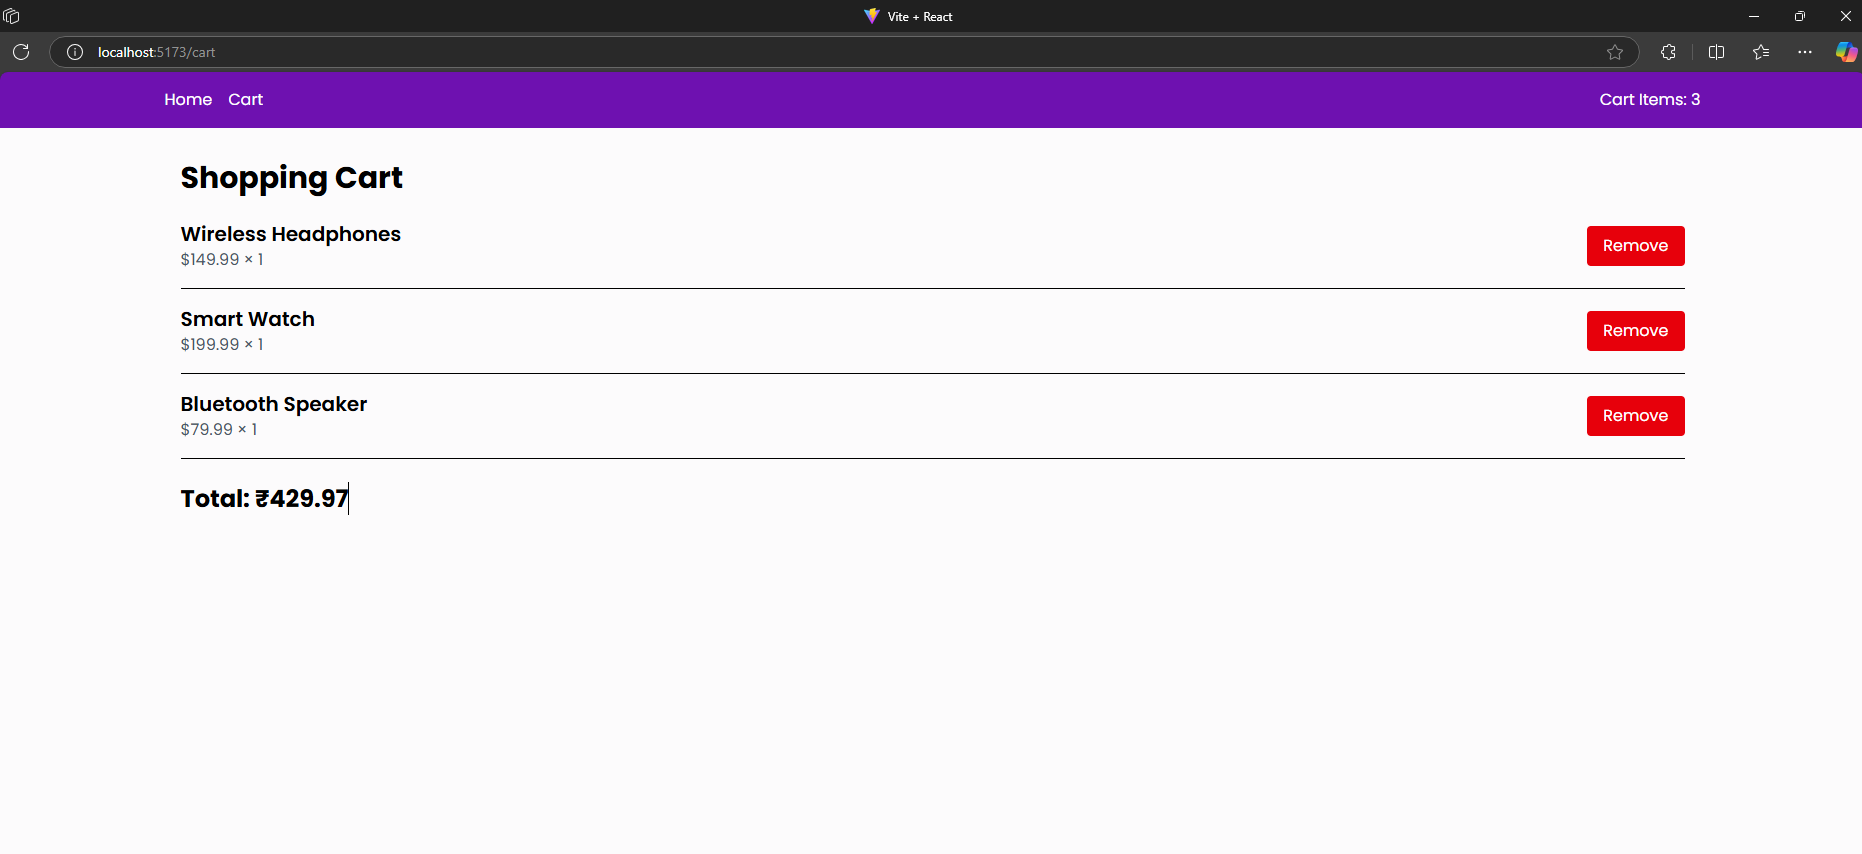 Vite + React
localhost:5173/cart
Home Cart Cart Items: 3
Shopping Cart
Wireless Headphones
$149.99 × 1
Remove
Smart Watch
$199.99 × 1
Remove
Bluetooth Speaker
$79.99 × 1
Remove
Total: ₹429.97